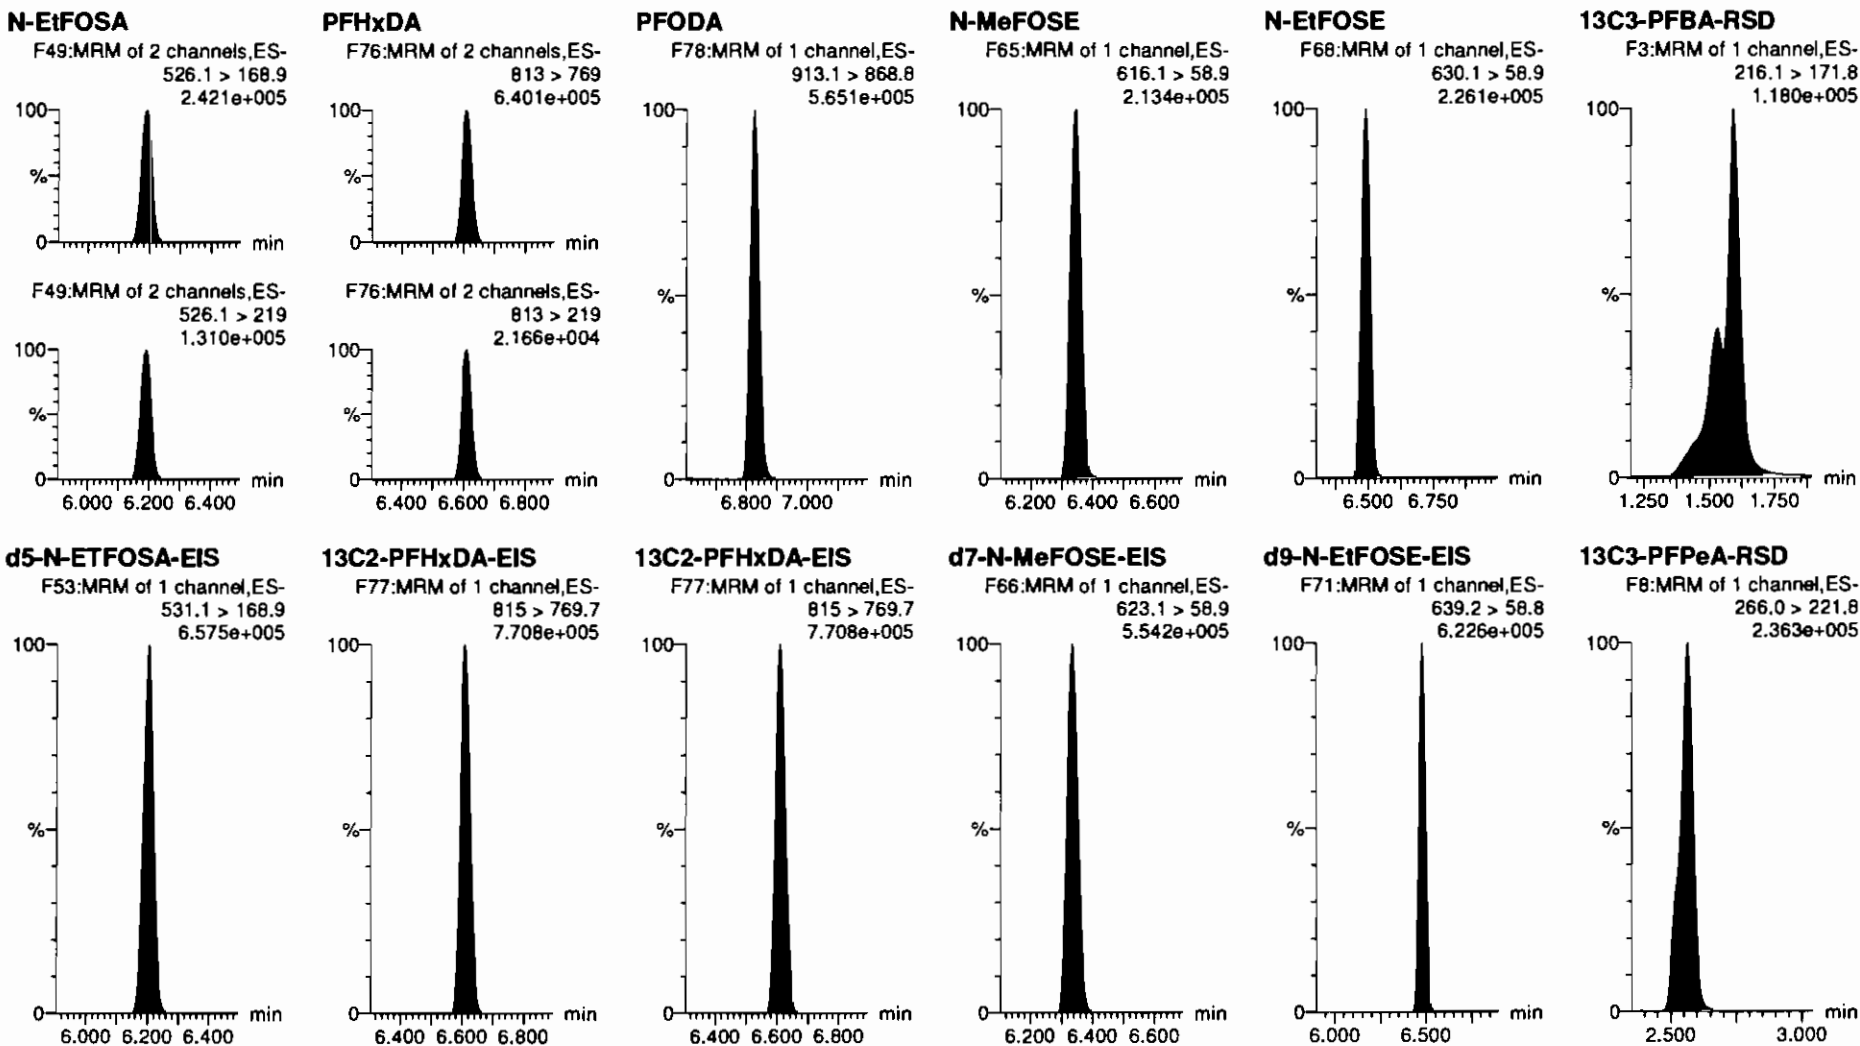 N-EtFOSA
F49:MRM of 2 channels,ES-
526.1 > 168.9
2.421e+005
100
%
0
min
F49:MRM of 2 channels,ES-
526.1 > 219
1.310e+005
100
%
0
min
6.000 6.200 6.400
PFHxDA
F76:MRM of 2 channels,ES-
813 > 769
6.401e+005
100
%
0
min
F76:MRM of 2 channels,ES-
813 > 219
2.166e+004
100
%
0
min
6.400 6.600 6.800
PFODA
F78:MRM of 1 channel,ES-
913.1 > 868.8
5.651e+005
100
%
0
min
6.800 7.000
N-MeFOSE
F65:MRM of 1 channel,ES-
616.1 > 58.9
2.134e+005
100
%
0
min
6.200 6.400 6.600
N-EtFOSE
F68:MRM of 1 channel,ES-
630.1 > 58.9
2.261e+005
100
%
0
min
6.500 6.750
13C3-PFBA-RSD
F3:MRM of 1 channel,ES-
216.1 > 171.8
1.180e+005
100
%
0
min
1.250 1.500 1.750
d5-N-ETFOSA-EIS
F53:MRM of 1 channel,ES-
531.1 > 168.9
6.575e+005
100
%
0
min
6.000 6.200 6.400
13C2-PFHxDA-EIS
F77:MRM of 1 channel,ES-
815 > 769.7
7.708e+005
100
%
0
min
6.400 6.600 6.800
13C2-PFHxDA-EIS
F77:MRM of 1 channel,ES-
815 > 769.7
7.708e+005
100
%
0
min
6.400 6.600 6.800
d7-N-MeFOSE-EIS
F66:MRM of 1 channel,ES-
623.1 > 58.9
5.542e+005
100
%
0
min
6.200 6.400 6.600
d9-N-EtFOSE-EIS
F71:MRM of 1 channel,ES-
639.2 > 58.8
6.226e+005
100
%
0
min
6.000 6.500
13C3-PFPeA-RSD
F8:MRM of 1 channel,ES-
266.0 > 221.8
2.363e+005
100
%
0
min
2.500 3.000